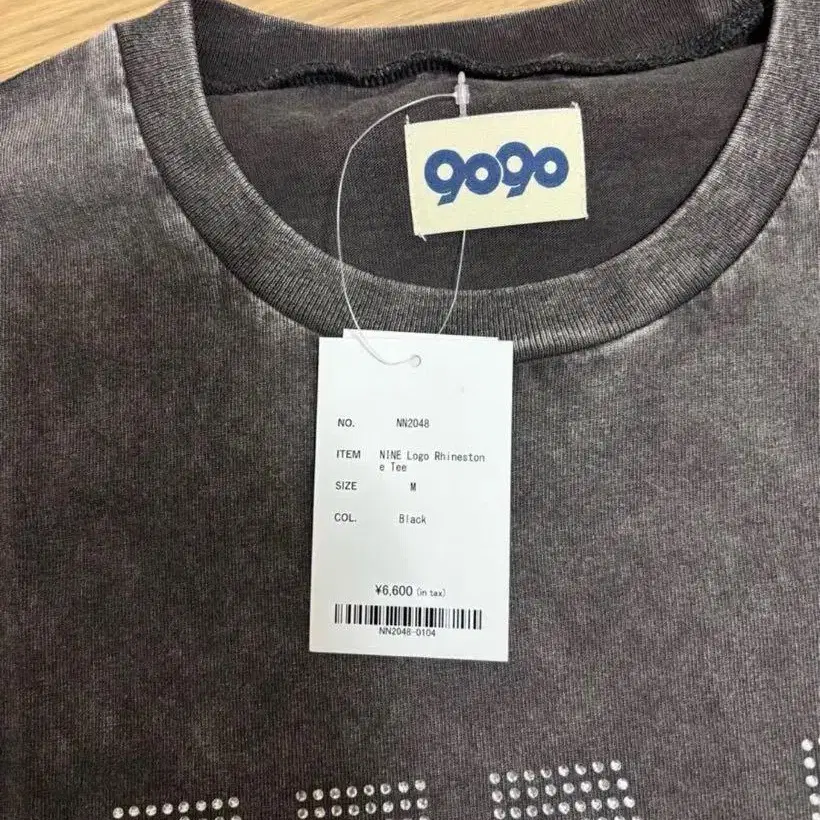 9090
NO. NN2048
ITEM NINE Logo Rhineston
e Tee
SIZE M
COL. Black
¥6,600 (in tax)
NN2048-0104